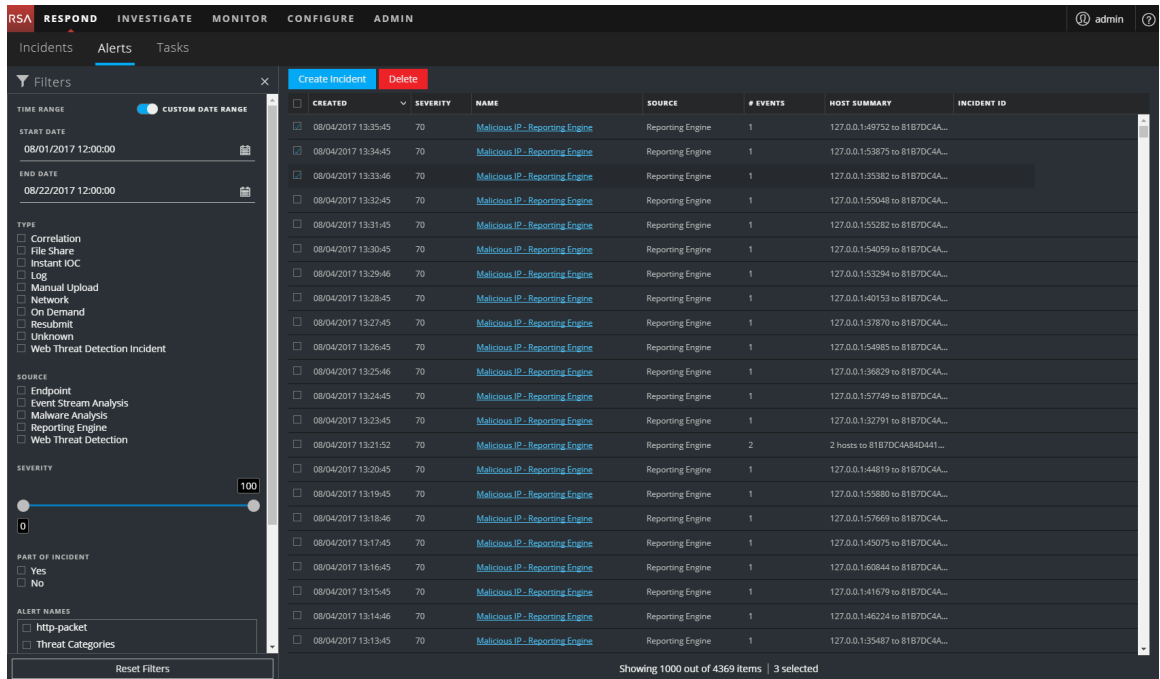 RSA RESPOND INVESTIGATE MONITOR CONFIGURE ADMIN admin ?
Incidents Alerts Tasks
Filters ×
TIME RANGE CUSTOM DATE RANGE
START DATE
08/01/2017 12:00:00
END DATE
08/22/2017 12:00:00
TYPE
Correlation
File Share
Instant IOC
Log
Manual Upload
Network
On Demand
Resubmit
Unknown
Web Threat Detection Incident
SOURCE
Endpoint
Event Stream Analysis
Malware Analysis
Reporting Engine
Web Threat Detection
SEVERITY
100
0
PART OF INCIDENT
Yes
No
ALERT NAMES
http-packet
Threat Categories
Reset Filters
Create Incident Delete
CREATED SEVERITY NAME SOURCE # EVENTS HOST SUMMARY INCIDENT ID
08/04/2017 13:35:45 70 Malicious IP - Reporting Engine Reporting Engine 1 127.0.0.1:49752 to 81B7DC4A...
08/04/2017 13:34:45 70 Malicious IP - Reporting Engine Reporting Engine 1 127.0.0.1:53875 to 81B7DC4A...
08/04/2017 13:33:46 70 Malicious IP - Reporting Engine Reporting Engine 1 127.0.0.1:35382 to 81B7DC4A...
08/04/2017 13:32:45 70 Malicious IP - Reporting Engine Reporting Engine 1 127.0.0.1:55048 to 81B7DC4A...
08/04/2017 13:31:45 70 Malicious IP - Reporting Engine Reporting Engine 1 127.0.0.1:55282 to 81B7DC4A...
08/04/2017 13:30:45 70 Malicious IP - Reporting Engine Reporting Engine 1 127.0.0.1:54059 to 81B7DC4A...
08/04/2017 13:29:46 70 Malicious IP - Reporting Engine Reporting Engine 1 127.0.0.1:53294 to 81B7DC4A...
08/04/2017 13:28:45 70 Malicious IP - Reporting Engine Reporting Engine 1 127.0.0.1:40153 to 81B7DC4A...
08/04/2017 13:27:45 70 Malicious IP - Reporting Engine Reporting Engine 1 127.0.0.1:37870 to 81B7DC4A...
08/04/2017 13:26:45 70 Malicious IP - Reporting Engine Reporting Engine 1 127.0.0.1:54985 to 81B7DC4A...
08/04/2017 13:25:46 70 Malicious IP - Reporting Engine Reporting Engine 1 127.0.0.1:36829 to 81B7DC4A...
08/04/2017 13:24:45 70 Malicious IP - Reporting Engine Reporting Engine 1 127.0.0.1:57749 to 81B7DC4A...
08/04/2017 13:23:45 70 Malicious IP - Reporting Engine Reporting Engine 1 127.0.0.1:32791 to 81B7DC4A...
08/04/2017 13:21:52 70 Malicious IP - Reporting Engine Reporting Engine 2 2 hosts to 81B7DC4A84D441...
08/04/2017 13:20:45 70 Malicious IP - Reporting Engine Reporting Engine 1 127.0.0.1:44819 to 81B7DC4A...
08/04/2017 13:19:45 70 Malicious IP - Reporting Engine Reporting Engine 1 127.0.0.1:55880 to 81B7DC4A...
08/04/2017 13:18:46 70 Malicious IP - Reporting Engine Reporting Engine 1 127.0.0.1:57669 to 81B7DC4A...
08/04/2017 13:17:45 70 Malicious IP - Reporting Engine Reporting Engine 1 127.0.0.1:45075 to 81B7DC4A...
08/04/2017 13:16:45 70 Malicious IP - Reporting Engine Reporting Engine 1 127.0.0.1:60844 to 81B7DC4A...
08/04/2017 13:15:45 70 Malicious IP - Reporting Engine Reporting Engine 1 127.0.0.1:41679 to 81B7DC4A...
08/04/2017 13:14:46 70 Malicious IP - Reporting Engine Reporting Engine 1 127.0.0.1:46224 to 81B7DC4A...
08/04/2017 13:13:45 70 Malicious IP - Reporting Engine Reporting Engine 1 127.0.0.1:35487 to 81B7DC4A...
Showing 1000 out of 4369 items | 3 selected